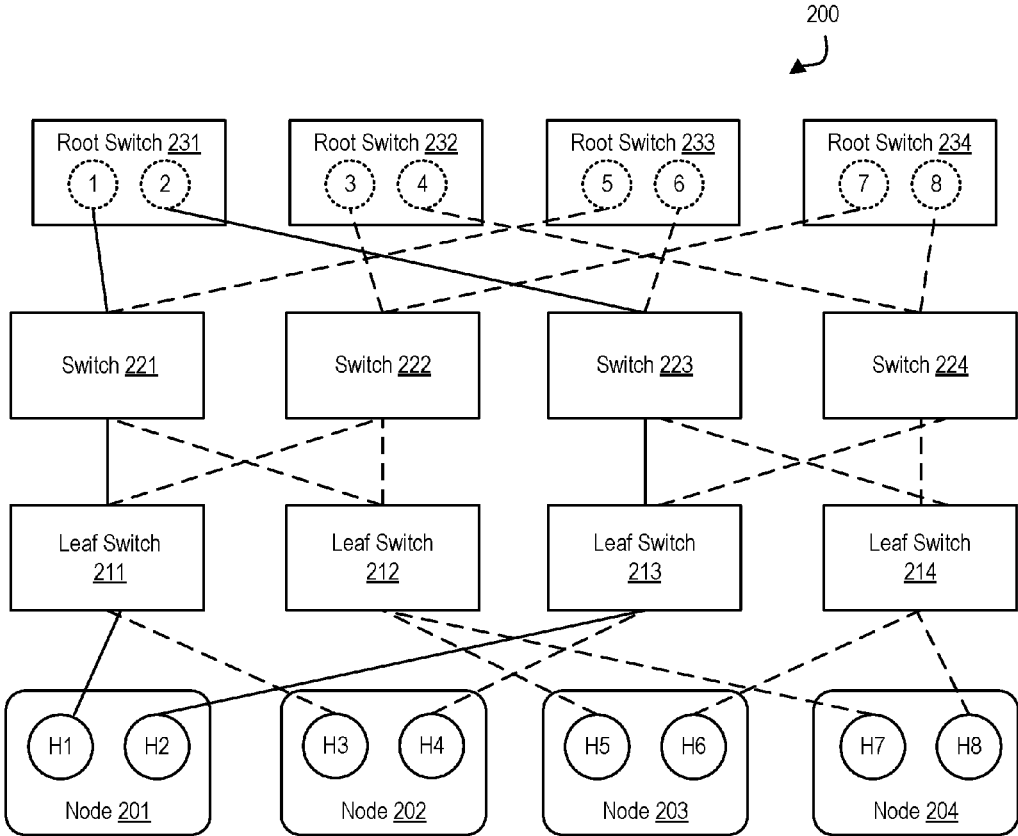 200
Root Switch 231
Root Switch 232
Root Switch 233
Root Switch 234
1 2
3 4
5 6
7 8
Switch 221
Switch 222
Switch 223
Switch 224
Leaf Switch
211
Leaf Switch
212
Leaf Switch
213
Leaf Switch
214
H1 H2
H3 H4
H5 H6
H7 H8
Node 201
Node 202
Node 203
Node 204